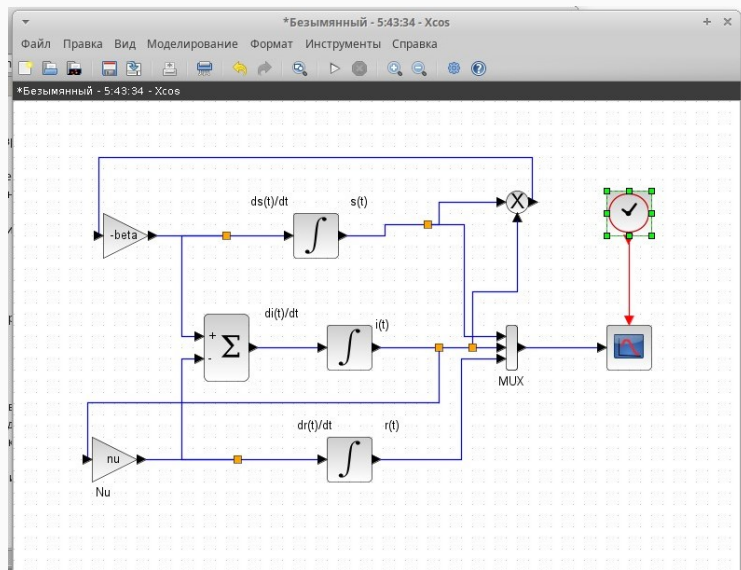 *Безымянный - 5:43:34 - Xcos
Файл Правка Вид Моделирование Формат Инструменты Справка
*Безымянный - 5:43:34 - Xcos
ds(t)/dt s(t)
X
-beta
∫
di(t)/dt
i(t)
+
Σ
-
∫
MUX
dr(t)/dt r(t)
nu
∫
Nu